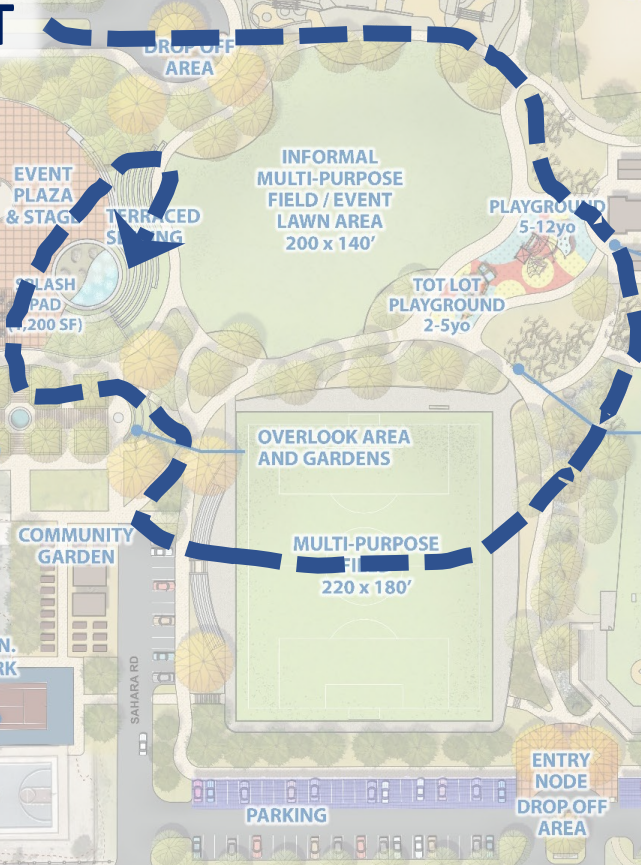 T
DROP OFF
AREA
INFORMAL
MULTI-PURPOSE
FIELD / EVENT
LAWN AREA
200 x 140’
EVENT
PLAZA
& STAGE
TERRACED
SEATING
PLAYGROUND
5-12yo
SPLASH
PAD
(1,200 SF)
TOT LOT
PLAYGROUND
2-5yo
OVERLOOK AREA
AND GARDENS
COMMUNITY
GARDEN
MULTI-PURPOSE
FIELD
220 x 180’
N.
RK
SAHARA RD
ENTRY
NODE
DROP OFF
AREA
PARKING